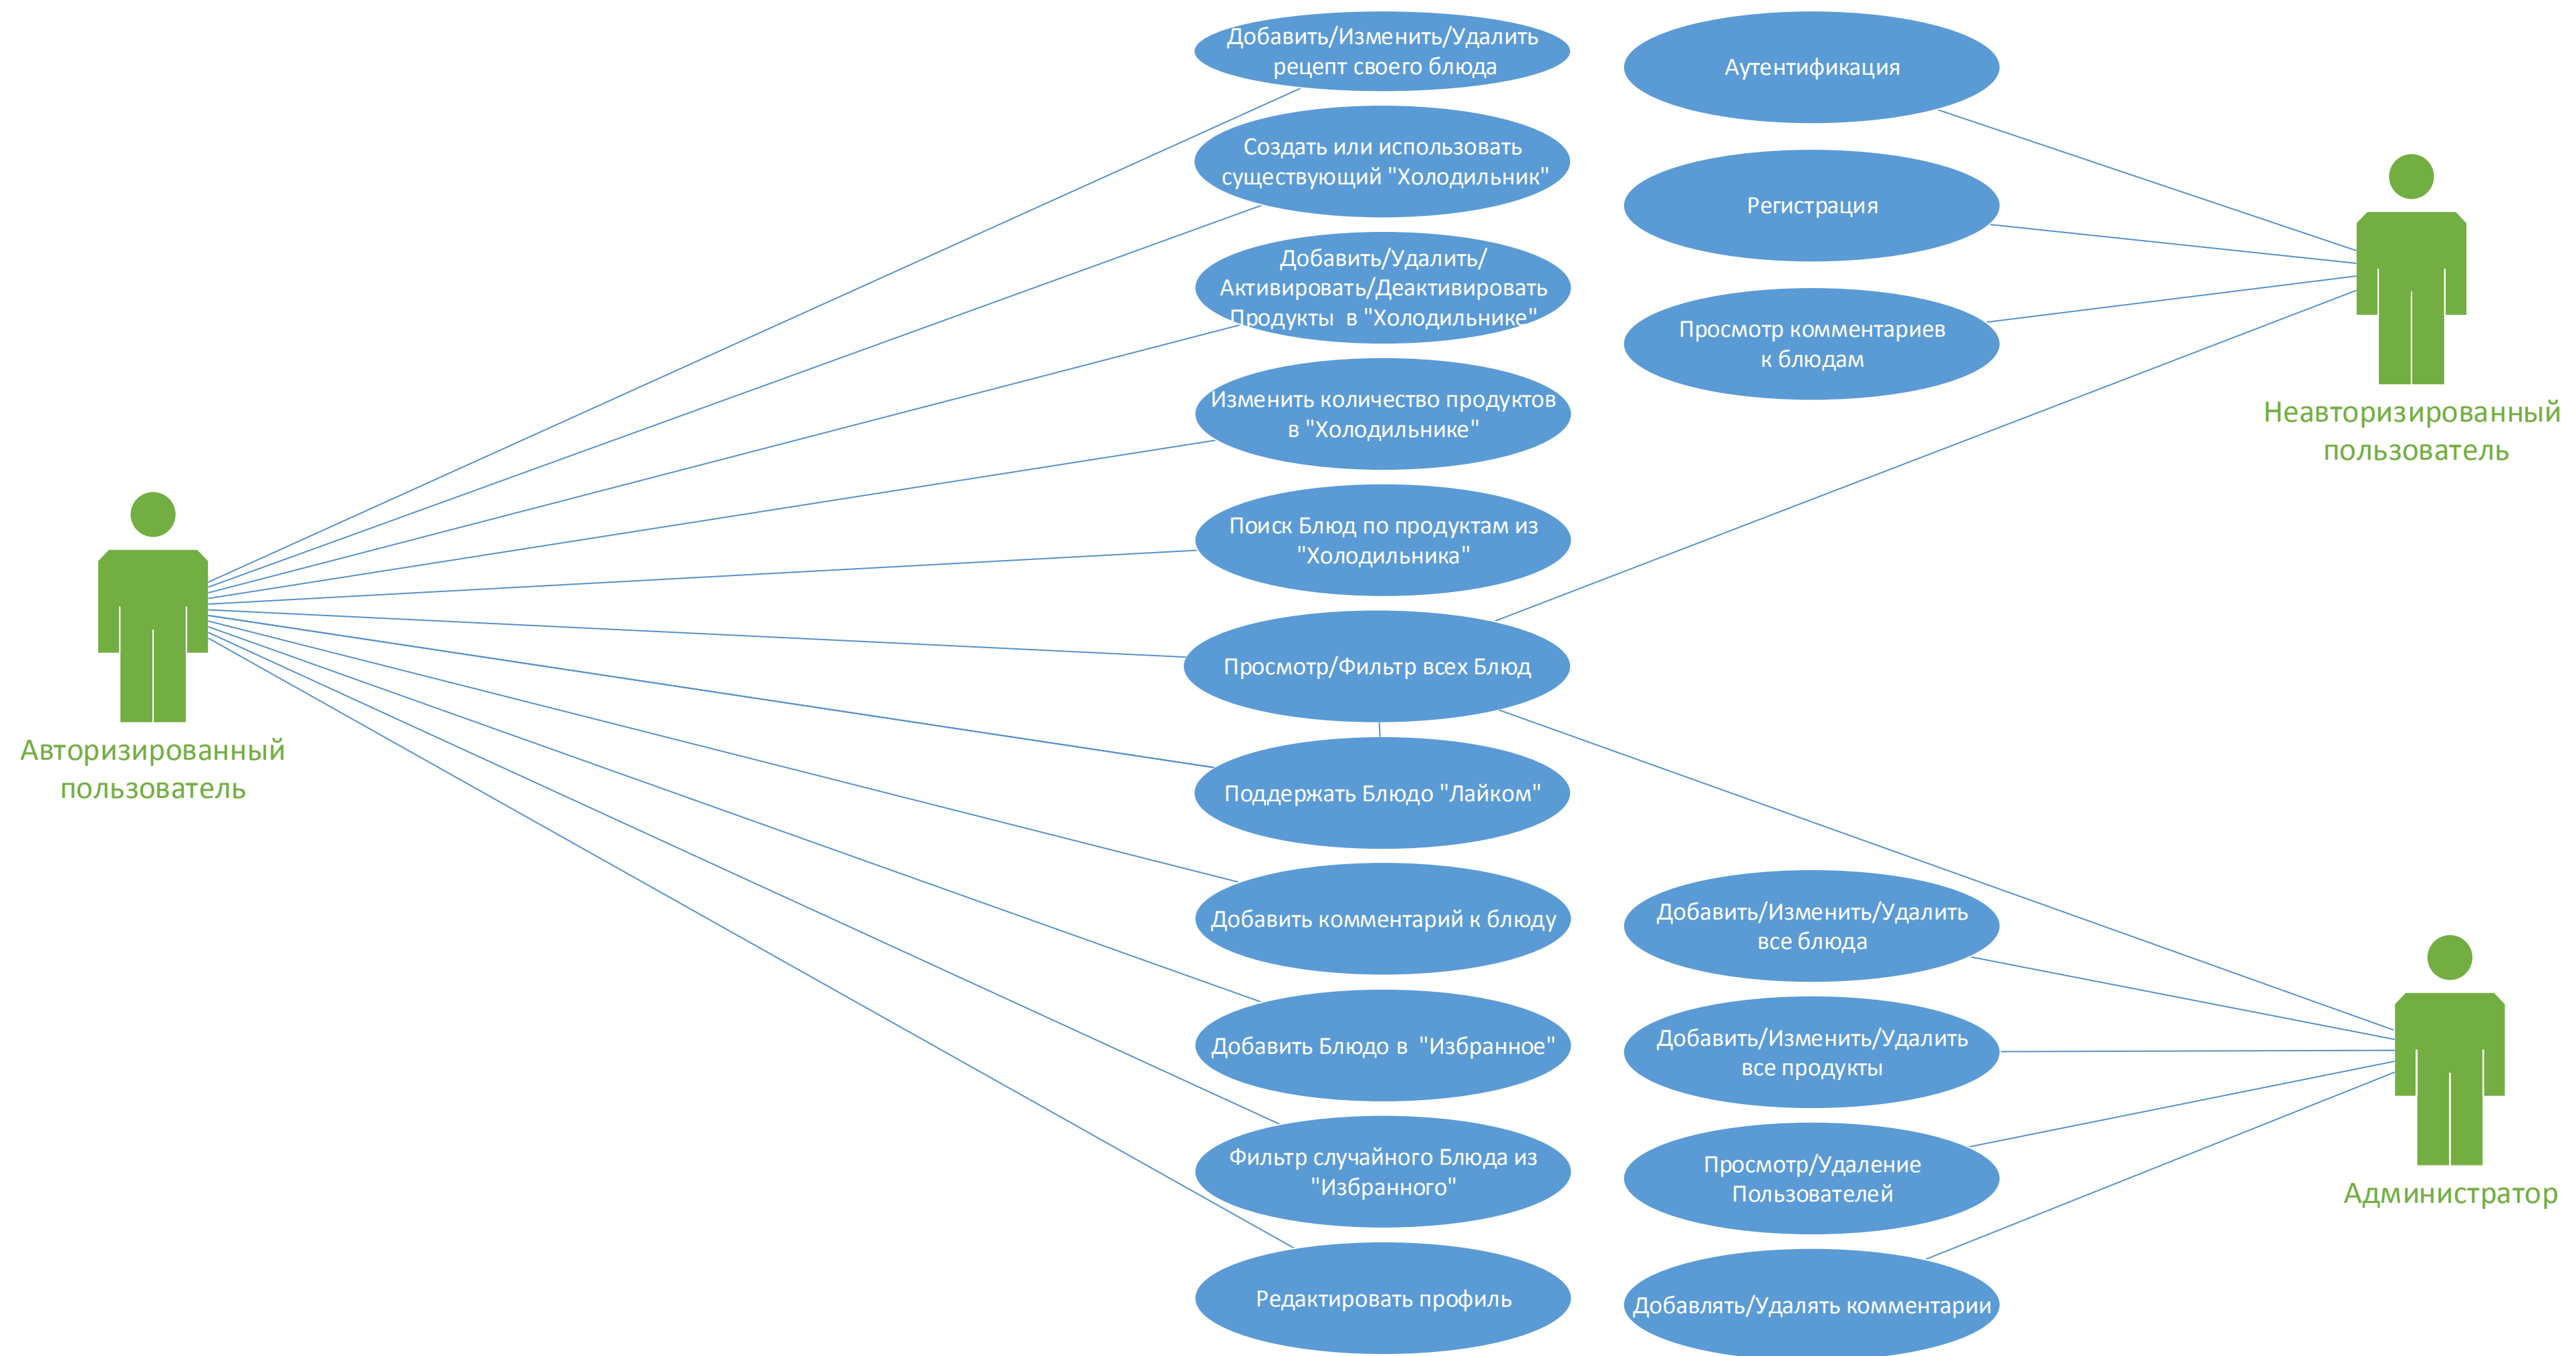 Добавить/Изменить/Удалить
рецепт своего блюда
Создать или использовать
существующий "Холодильник"
Добавить/Удалить/
Активировать/Деактивировать
Продукты в "Холодильнике"
Изменить количество продуктов
в "Холодильнике"
Поиск Блюд по продуктам из
"Холодильника"
Просмотр/Фильтр всех Блюд
Поддержать Блюдо "Лайком"
Добавить комментарий к блюду
Добавить Блюдо в "Избранное"
Фильтр случайного Блюда из
"Избранного"
Редактировать профиль
Аутентификация
Регистрация
Просмотр комментариев
к блюдам
Добавить/Изменить/Удалить
все блюда
Добавить/Изменить/Удалить
все продукты
Просмотр/Удаление
Пользователей
Добавлять/Удалять комментарии
Авторизированный
пользователь
Неавторизированный
пользователь
Администратор